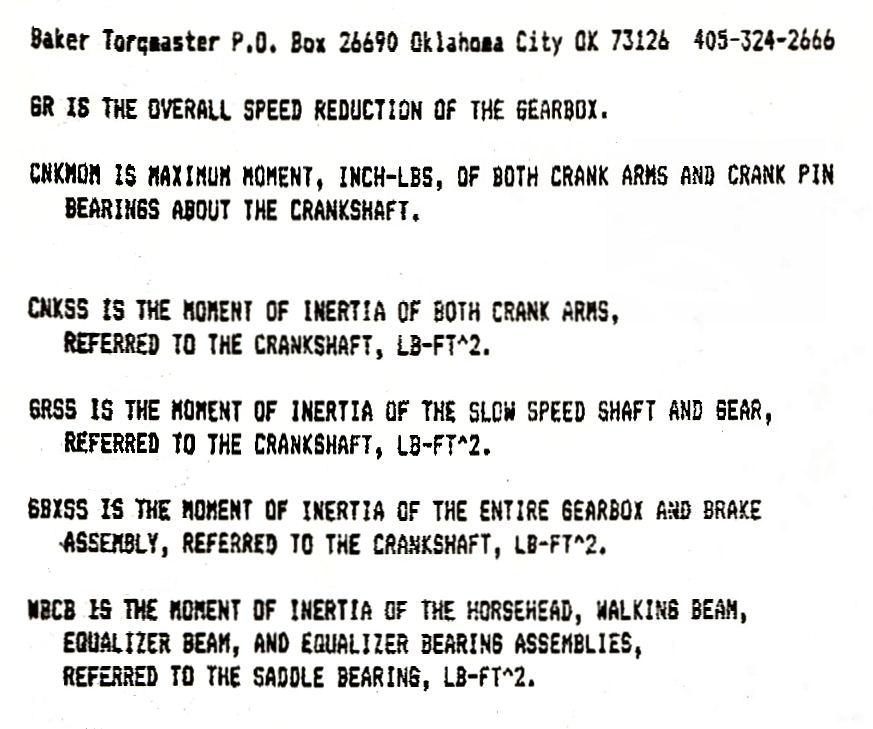 Baker Torqmaster P.O. Box 26690 Oklahoma City OK 73126 405-324-2666
GR IS THE OVERALL SPEED REDUCTION OF THE GEARBOX.
CNKMOM IS MAXIMUM MOMENT, INCH-LBS, OF BOTH CRANK ARMS AND CRANK PIN
BEARINGS ABOUT THE CRANKSHAFT.
CNKSS IS THE MOMENT OF INERTIA OF BOTH CRANK ARMS,
REFERRED TO THE CRANKSHAFT, LB-FT^2.
GRSS IS THE MOMENT OF INERTIA OF THE SLOW SPEED SHAFT AND GEAR,
REFERRED TO THE CRANKSHAFT, LB-FT^2.
GBXSS IS THE MOMENT OF INERTIA OF THE ENTIRE GEARBOX AND BRAKE
ASSEMBLY, REFERRED TO THE CRANKSHAFT, LB-FT^2.
WBCB IS THE MOMENT OF INERTIA OF THE HORSEHEAD, WALKING BEAM,
EQUALIZER BEAM, AND EQUALIZER BEARING ASSEMBLIES,
REFERRED TO THE SADDLE BEARING, LB-FT^2.